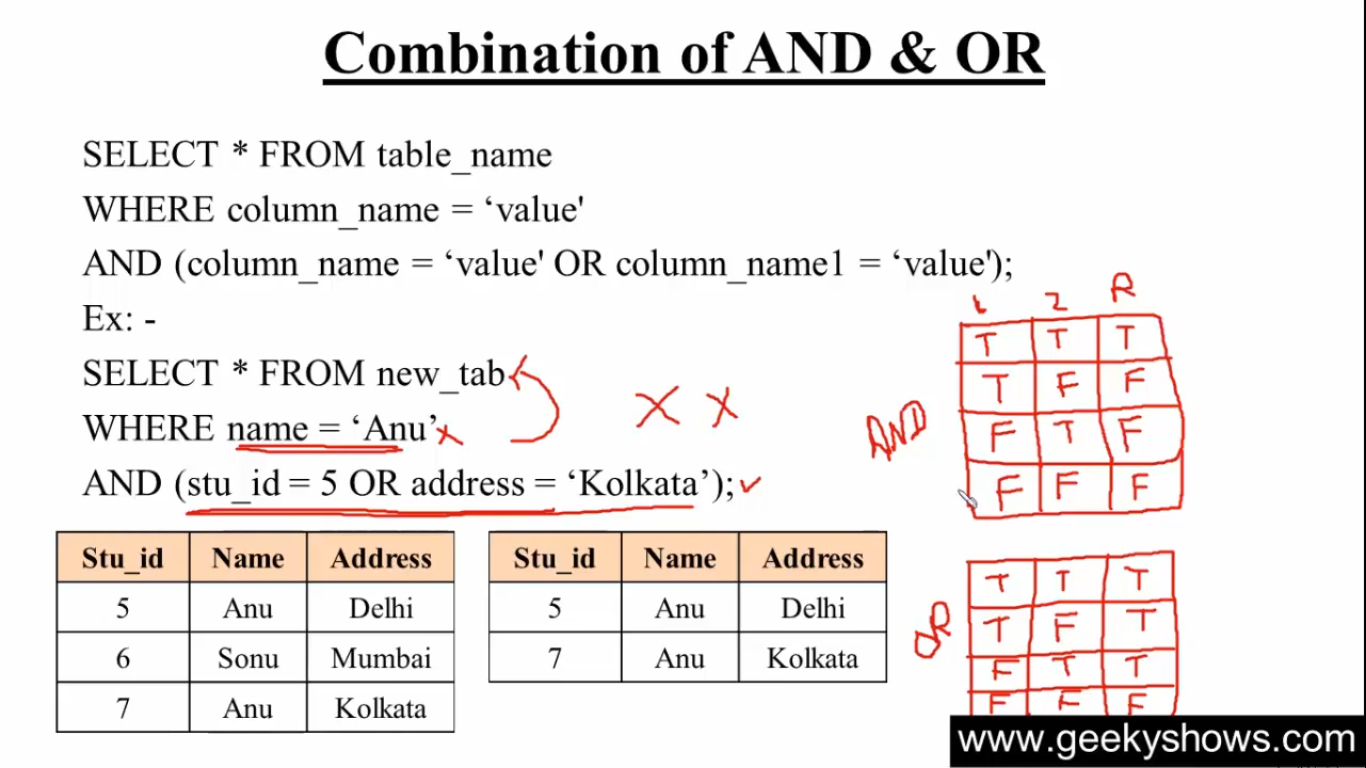 Combination of AND & OR
SELECT * FROM table_name
WHERE column_name = ‘value'
AND (column_name = ‘value' OR column_name1 = ‘value');
Ex: -
SELECT * FROM new_tab
WHERE name = ‘Anu’
AND (stu_id = 5 OR address = ‘Kolkata’);
Stu_id Name Address
5 Anu Delhi
6 Sonu Mumbai
7 Anu Kolkata
Stu_id Name Address
5 Anu Delhi
7 Anu Kolkata
x x
AND
1 2 R
T T T
T F F
F T F
F F F
OR
T T T
T F T
F T T
F F F
www.geekyshows.com